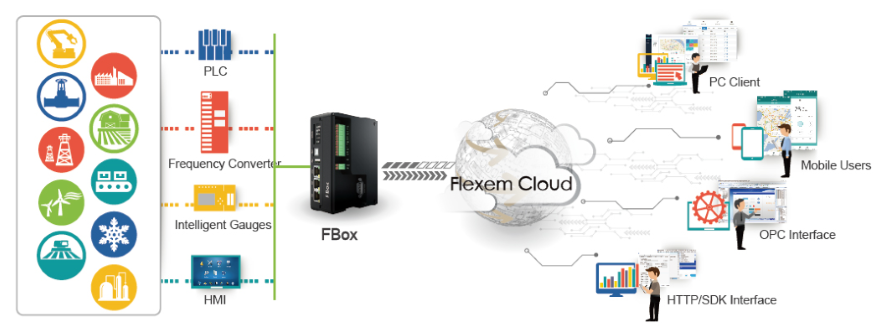 PLC
Frequency Converter
Intelligent Gauges
HMI
FBox
Flexem Cloud
PC Client
Mobile Users
OPC Interface
HTTP/SDK Interface